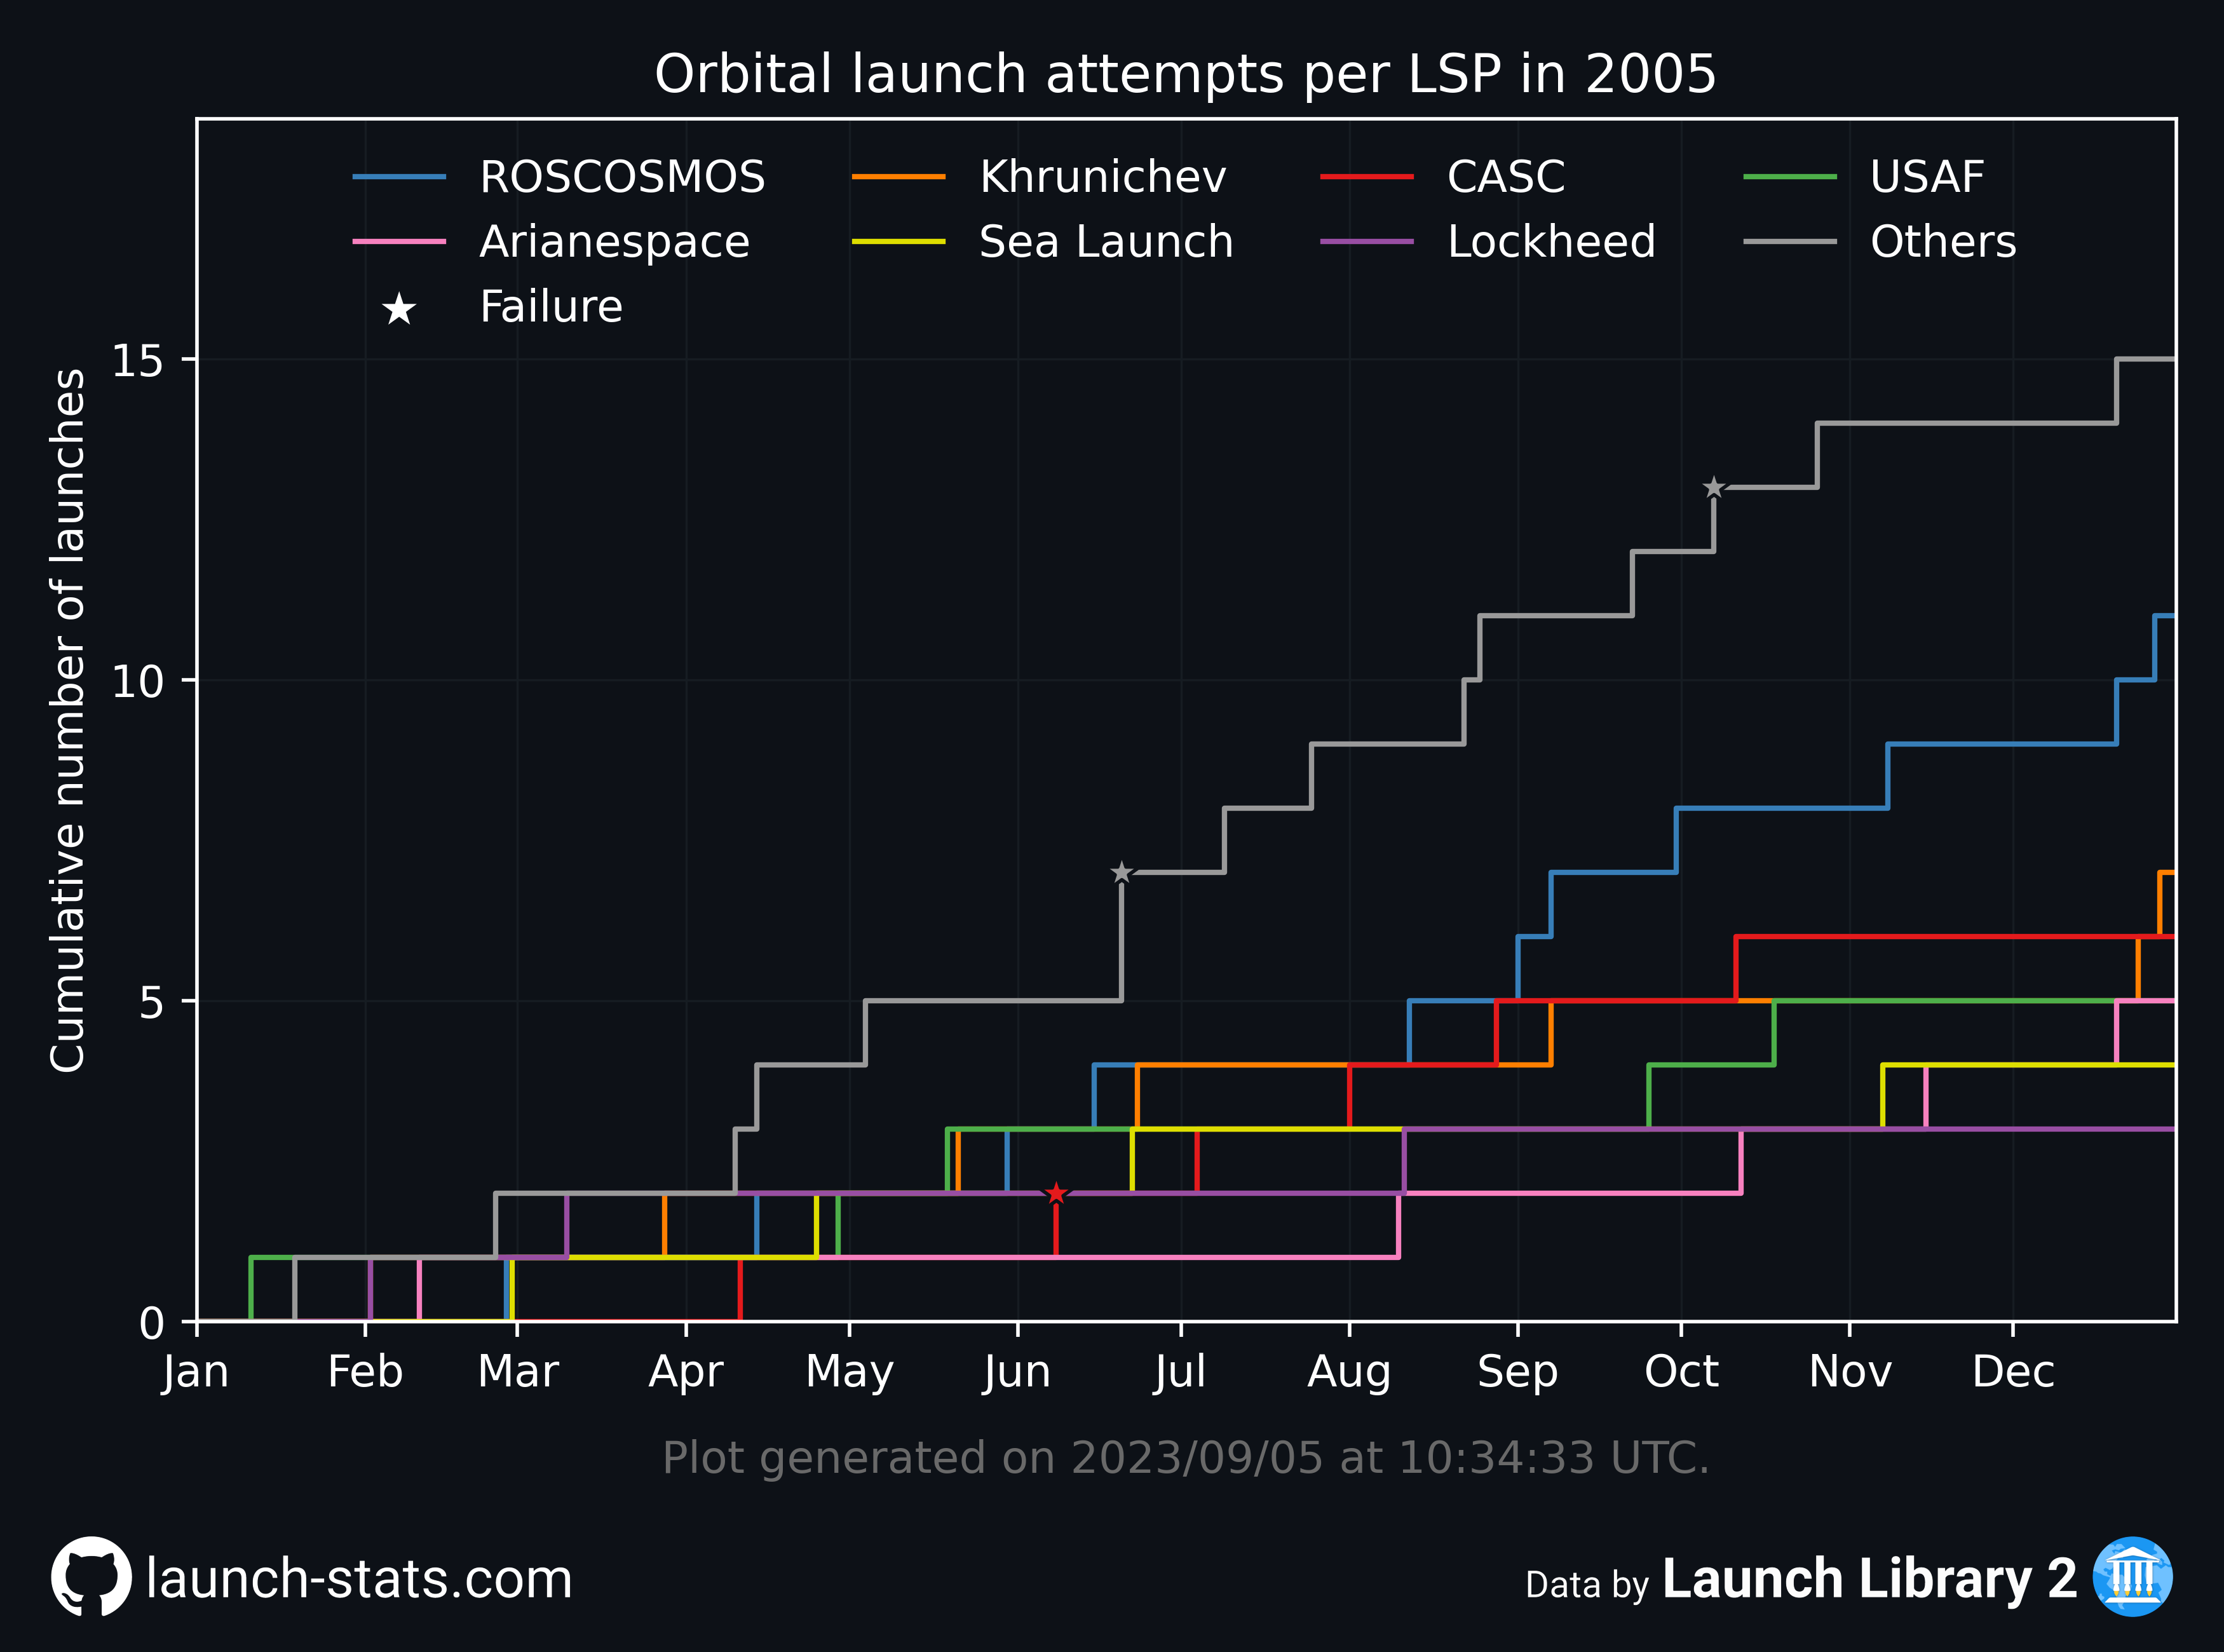 Orbital launch attempts per LSP in 2005
ROSCOSMOS Khrunichev CASC USAF
Arianespace Sea Launch Lockheed Others
Failure
Cumulative number of launches
15
10
5
0
Jan Feb Mar Apr May Jun Jul Aug Sep Oct Nov Dec
Plot generated on 2023/09/05 at 10:34:33 UTC.
launch-stats.com
Data by Launch Library 2